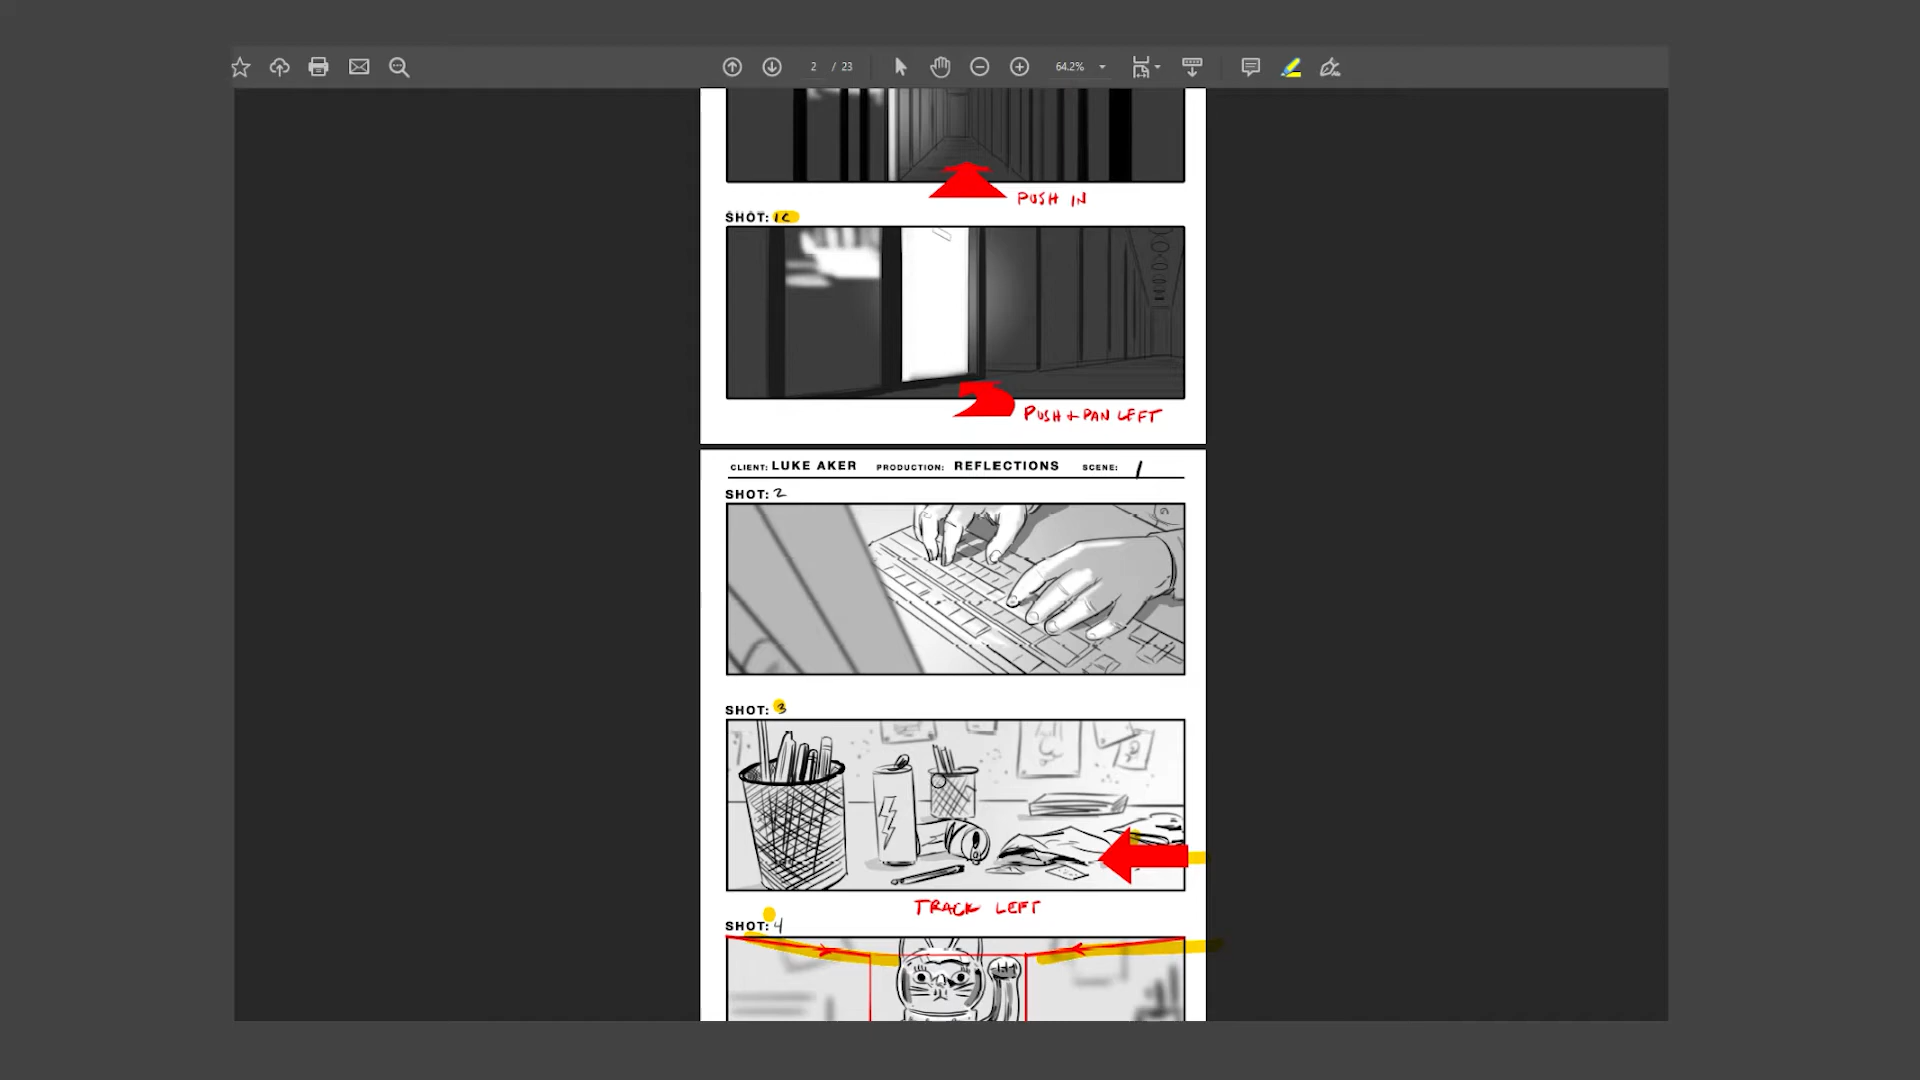 2 / 23 64.2%
PUSH IN
SHOT: 1C
PUSH + PAN LEFT
CLIENT: LUKE AKER PRODUCTION: REFLECTIONS SCENE: 1
SHOT: 2
SHOT: 3
TRACK LEFT
SHOT: 4